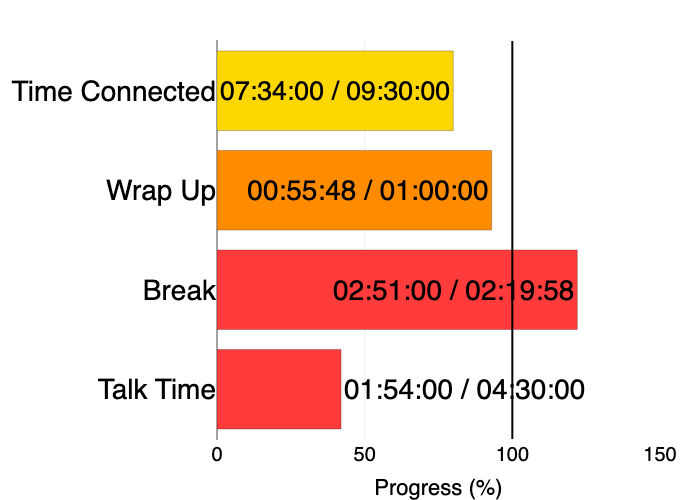 Time Connected 07:34:00 / 09:30:00
Wrap Up 00:55:48 / 01:00:00
Break 02:51:00 / 02:19:58
Talk Time 01:54:00 / 04:30:00
0 50 100 150
Progress (%)